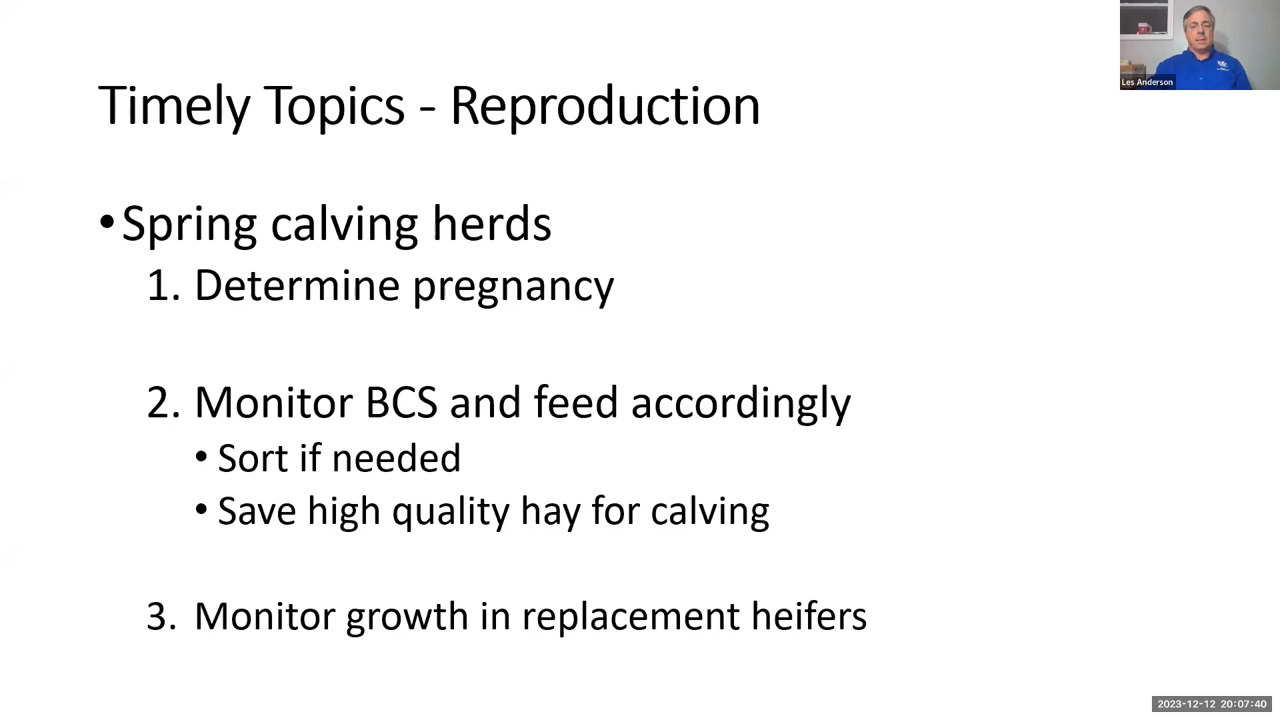 Les Anderson
Timely Topics - Reproduction
•Spring calving herds
1. Determine pregnancy
2. Monitor BCS and feed accordingly
• Sort if needed
• Save high quality hay for calving
3. Monitor growth in replacement heifers
2023-12-12 20:07:40